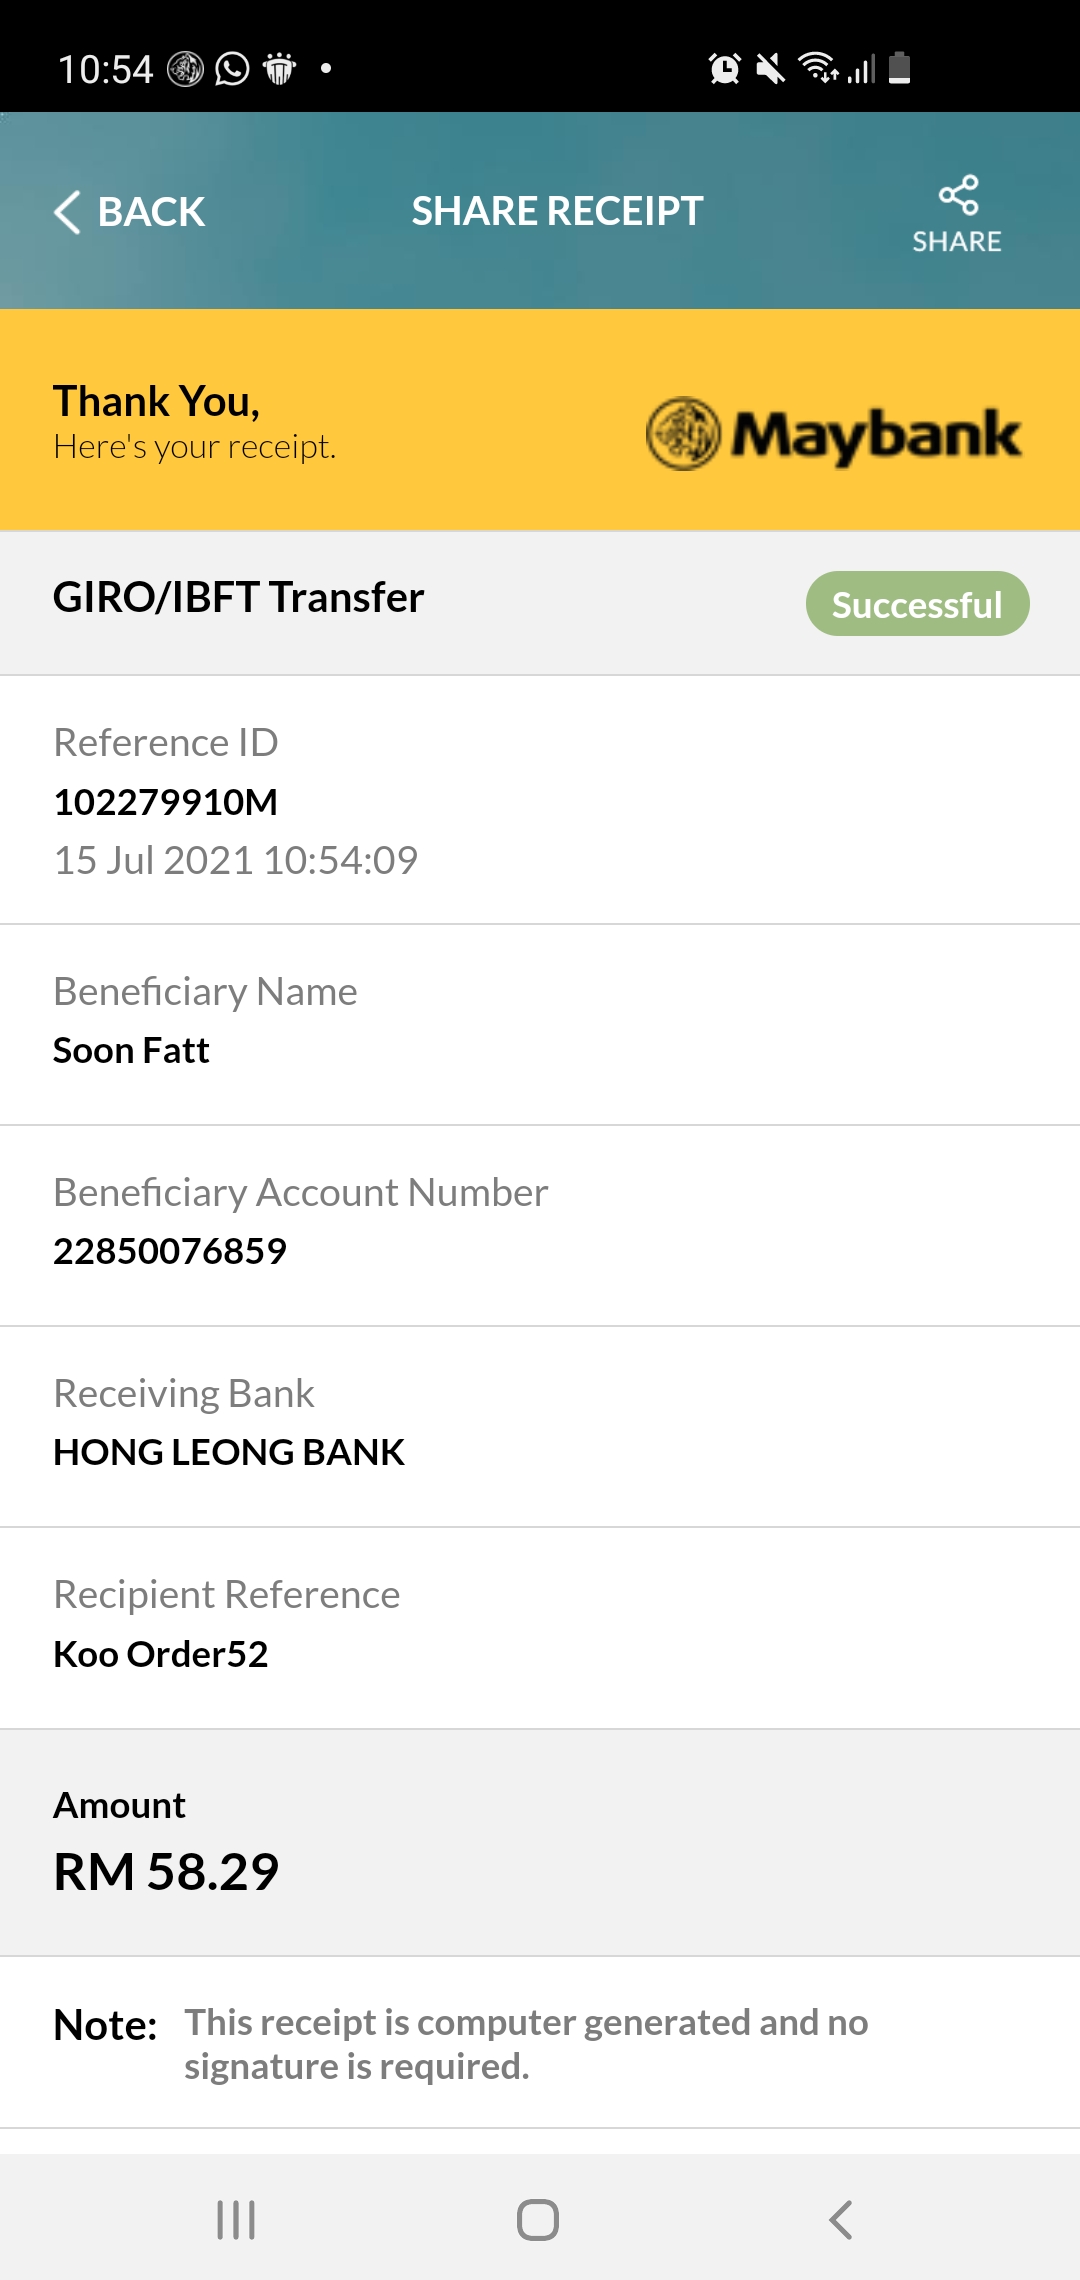 10:54
BACK
SHARE RECEIPT
SHARE
Thank You,
Here's your receipt.
Maybank
GIRO/IBFT Transfer
Successful
Reference ID
102279910M
15 Jul 2021 10:54:09
Beneficiary Name
Soon Fatt
Beneficiary Account Number
22850076859
Receiving Bank
HONG LEONG BANK
Recipient Reference
Koo Order52
Amount
RM 58.29
Note: This receipt is computer generated and no
signature is required.